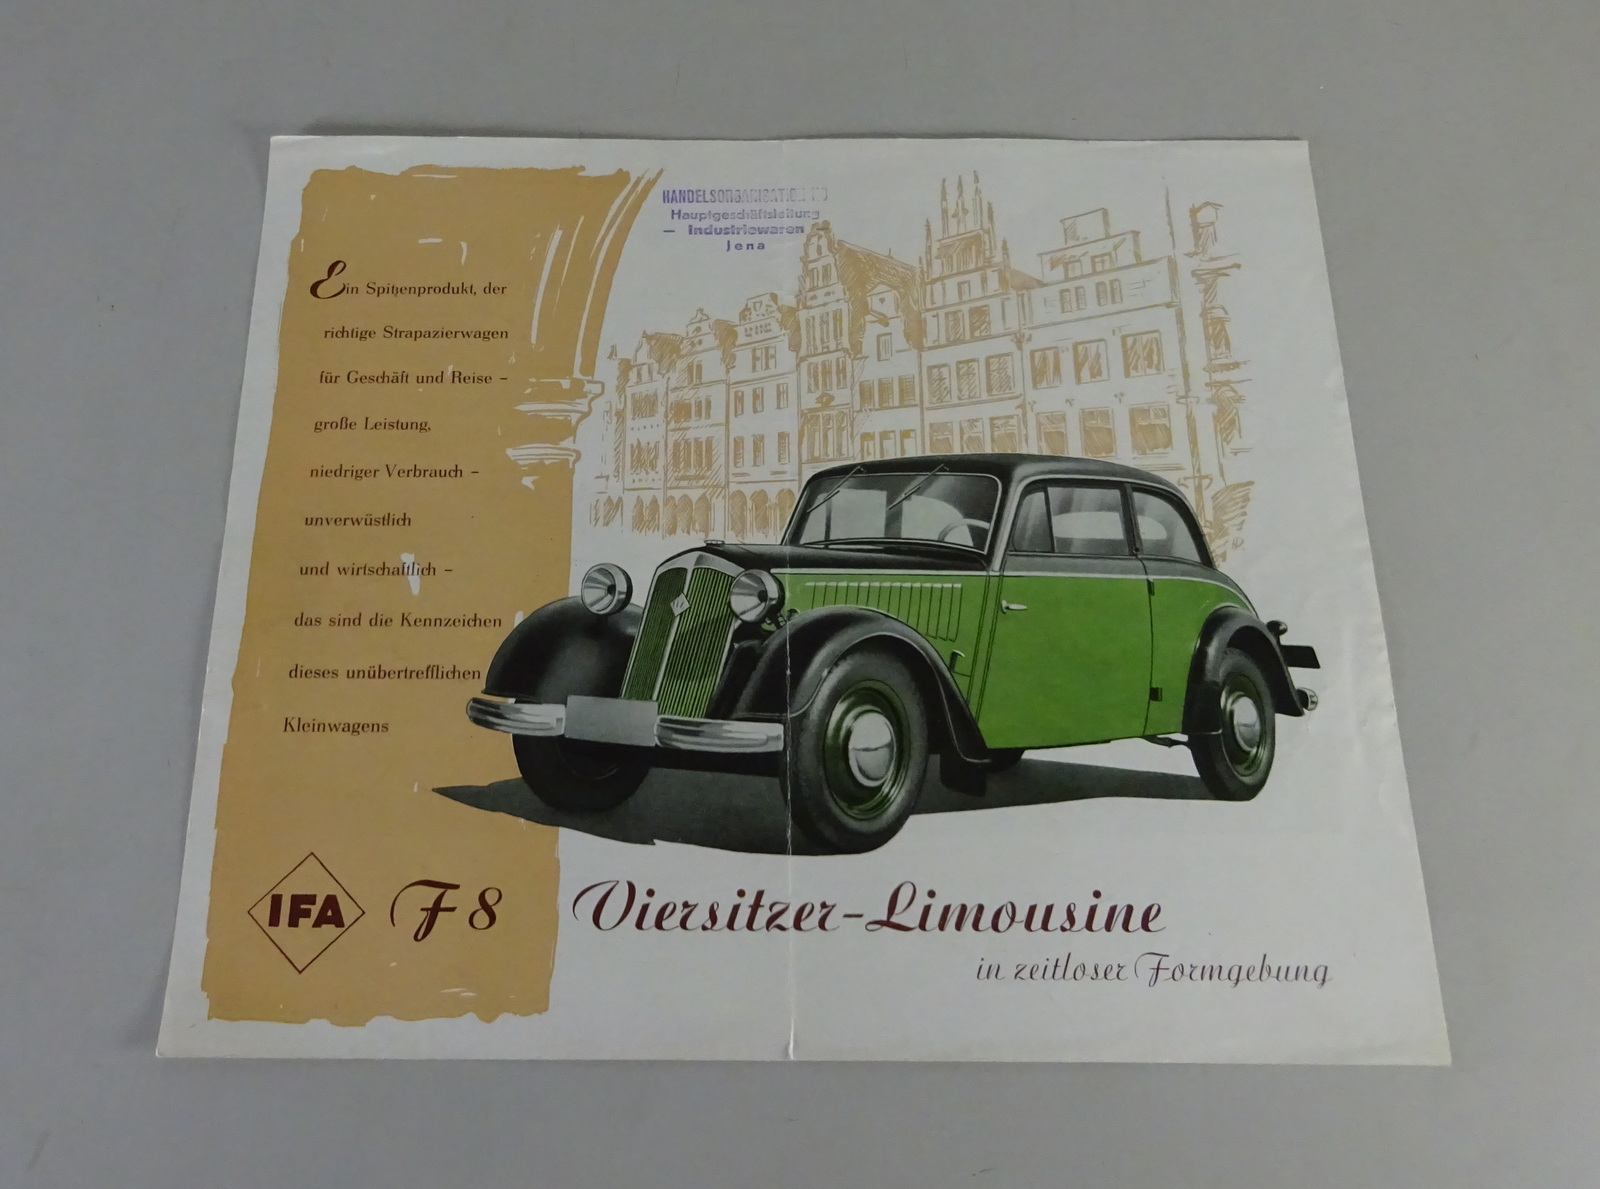 HANDELSORGANISATION
Hauptgeschäftsleitung
— Industriewaren —
Jena
Ein Spitzenprodukt, der
richtige Strapazierwagen
für Geschäft und Reise –
große Leistung,
niedriger Verbrauch –
unverwüstlich
und wirtschaftlich –
das sind die Kennzeichen
dieses unübertrefflichen
Kleinwagens
IFA F 8 Viersitzer-Limousine
in zeitloser Formgebung